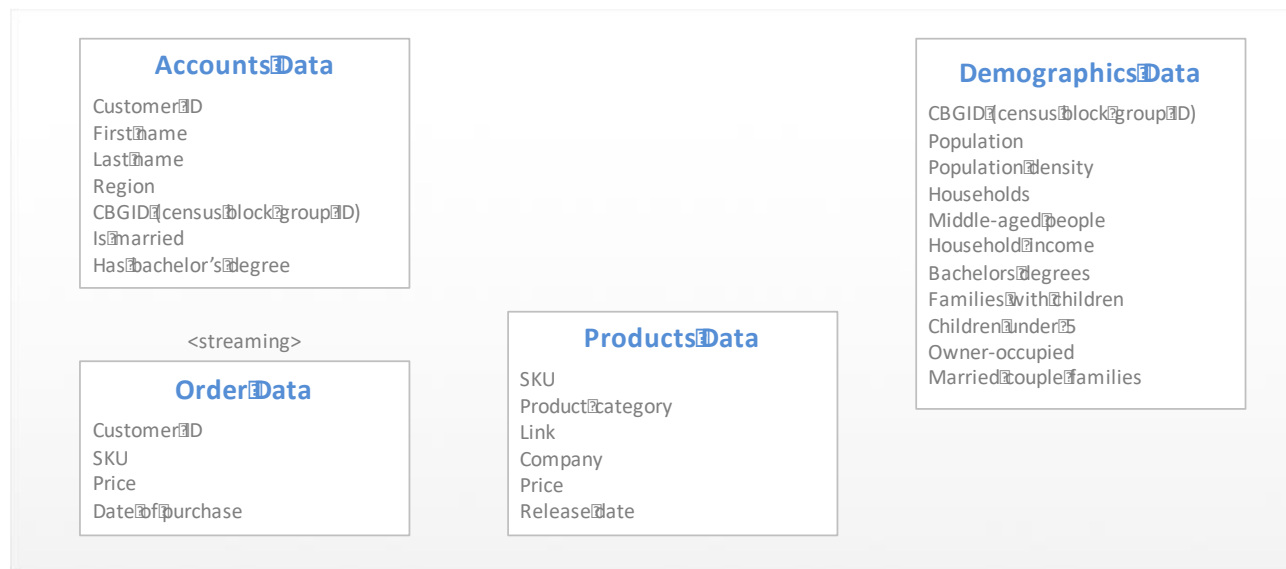 Accounts Data
Customer ID
First name
Last name
Region
CBGID (census block group ID)
Is married
Has bachelor’s degree
<streaming>
Order Data
Customer ID
SKU
Price
Date of purchase
Products Data
SKU
Product category
Link
Company
Price
Release date
Demographics Data
CBGID (census block group ID)
Population
Population density
Households
Middle-aged people
Household income
Bachelors degrees
Families with children
Children under 5
Owner-occupied
Married couple families